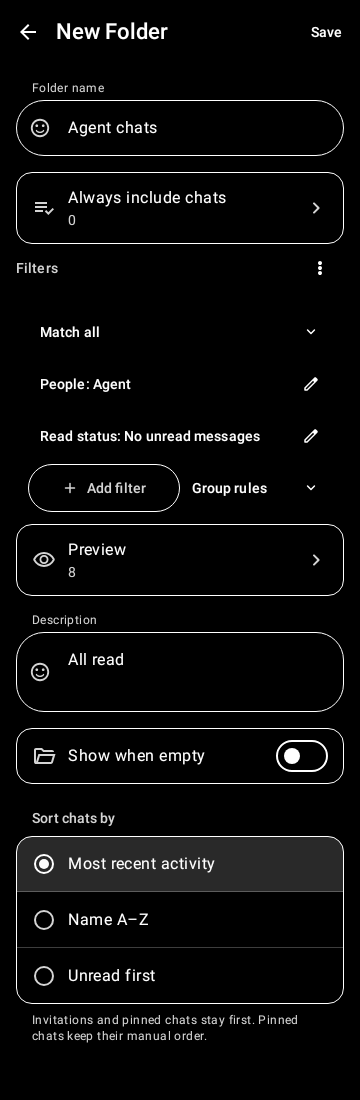 New Folder
Save
Folder name
Agent chats
Always include chats
0
Filters
Match all
People: Agent
Read status: No unread messages
Add filter
Group rules
Preview
8
Description
All read
Show when empty
Sort chats by
Most recent activity
Name A–Z
Unread first
Invitations and pinned chats stay first. Pinned
chats keep their manual order.